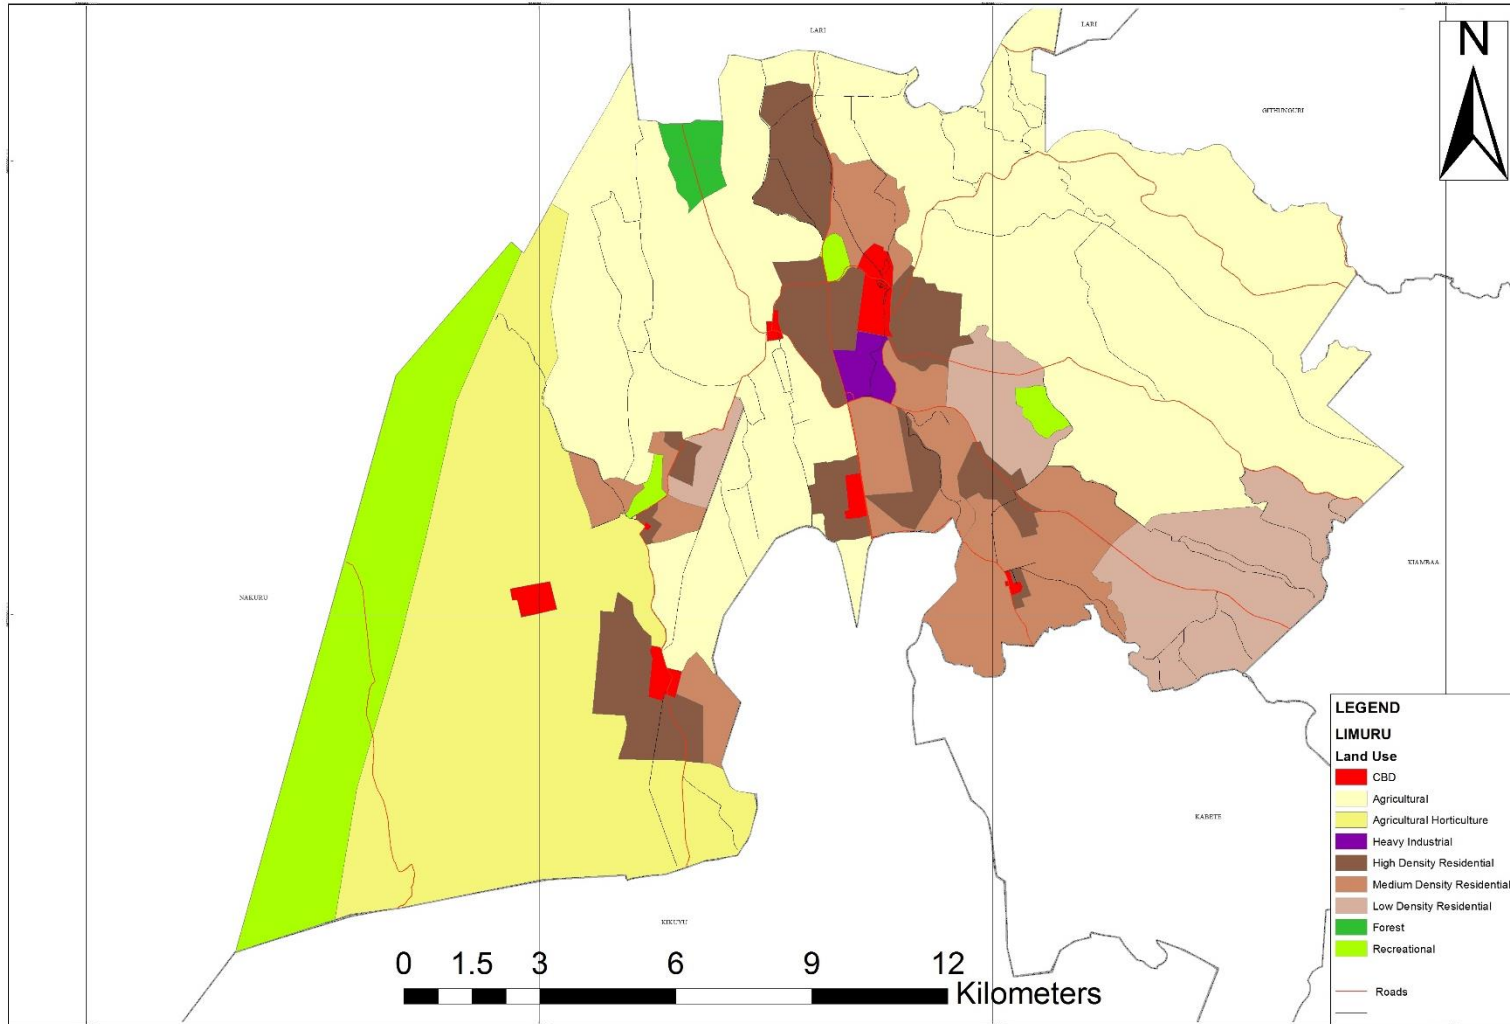 LARI
LARI
N
GITHUNGURI
KIAMBAA
NAKURU
LEGEND
LIMURU
Land Use
CBD
Agricultural
Agricultural Horticulture
Heavy Industrial
High Density Residential
Medium Density Residential
Low Density Residential
Forest
Recreational
Roads
KABETE
KIKUYU
0 1.5 3 6 9 12
Kilometers